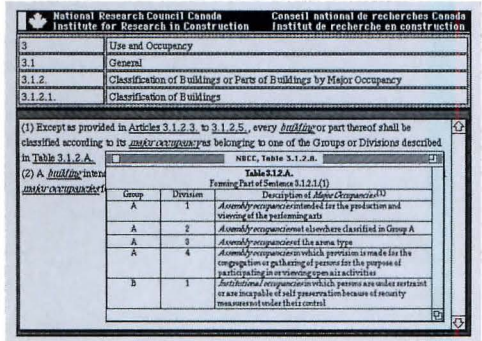 National Research Council Canada Conseil national de recherches Canada
Institute for Research in Construction Institut de recherche en construction
3 Use and Occupancy
3.1 General
3.1.2. Classification of Buildings or Parts of Buildings by Major Occupancy
3.1.2.1. Classification of Buildings
(1) Except as provided in Articles 3.1.2.3. to 3.1.2.5., every building or part thereof shall be
classified according to its major occupancy as belonging to one of the Groups or Divisions described
in Table 3.1.2.A.
(2) A building inten
major occupancies f
NBCC, Table 3.1.2.A.
Table 3.1.2.A.
Forming Part of Sentence 3.1.2.1.(1)
Group Division Description of Major Occupancies(1)
A 1 Assembly occupancies intended for the production and
viewing of the performing arts
A 2 Assembly occupancies not elsewhere classified in Group A
A 3 Assembly occupancies of the arena type
A 4 Assembly occupancies in which provision is made for the
congregation or gathering of persons for the purpose of
participating in or viewing open air activities
B 1 Institutional occupancies in which persons are under restraint
or are incapable of self preservation because of security
measures not under their control